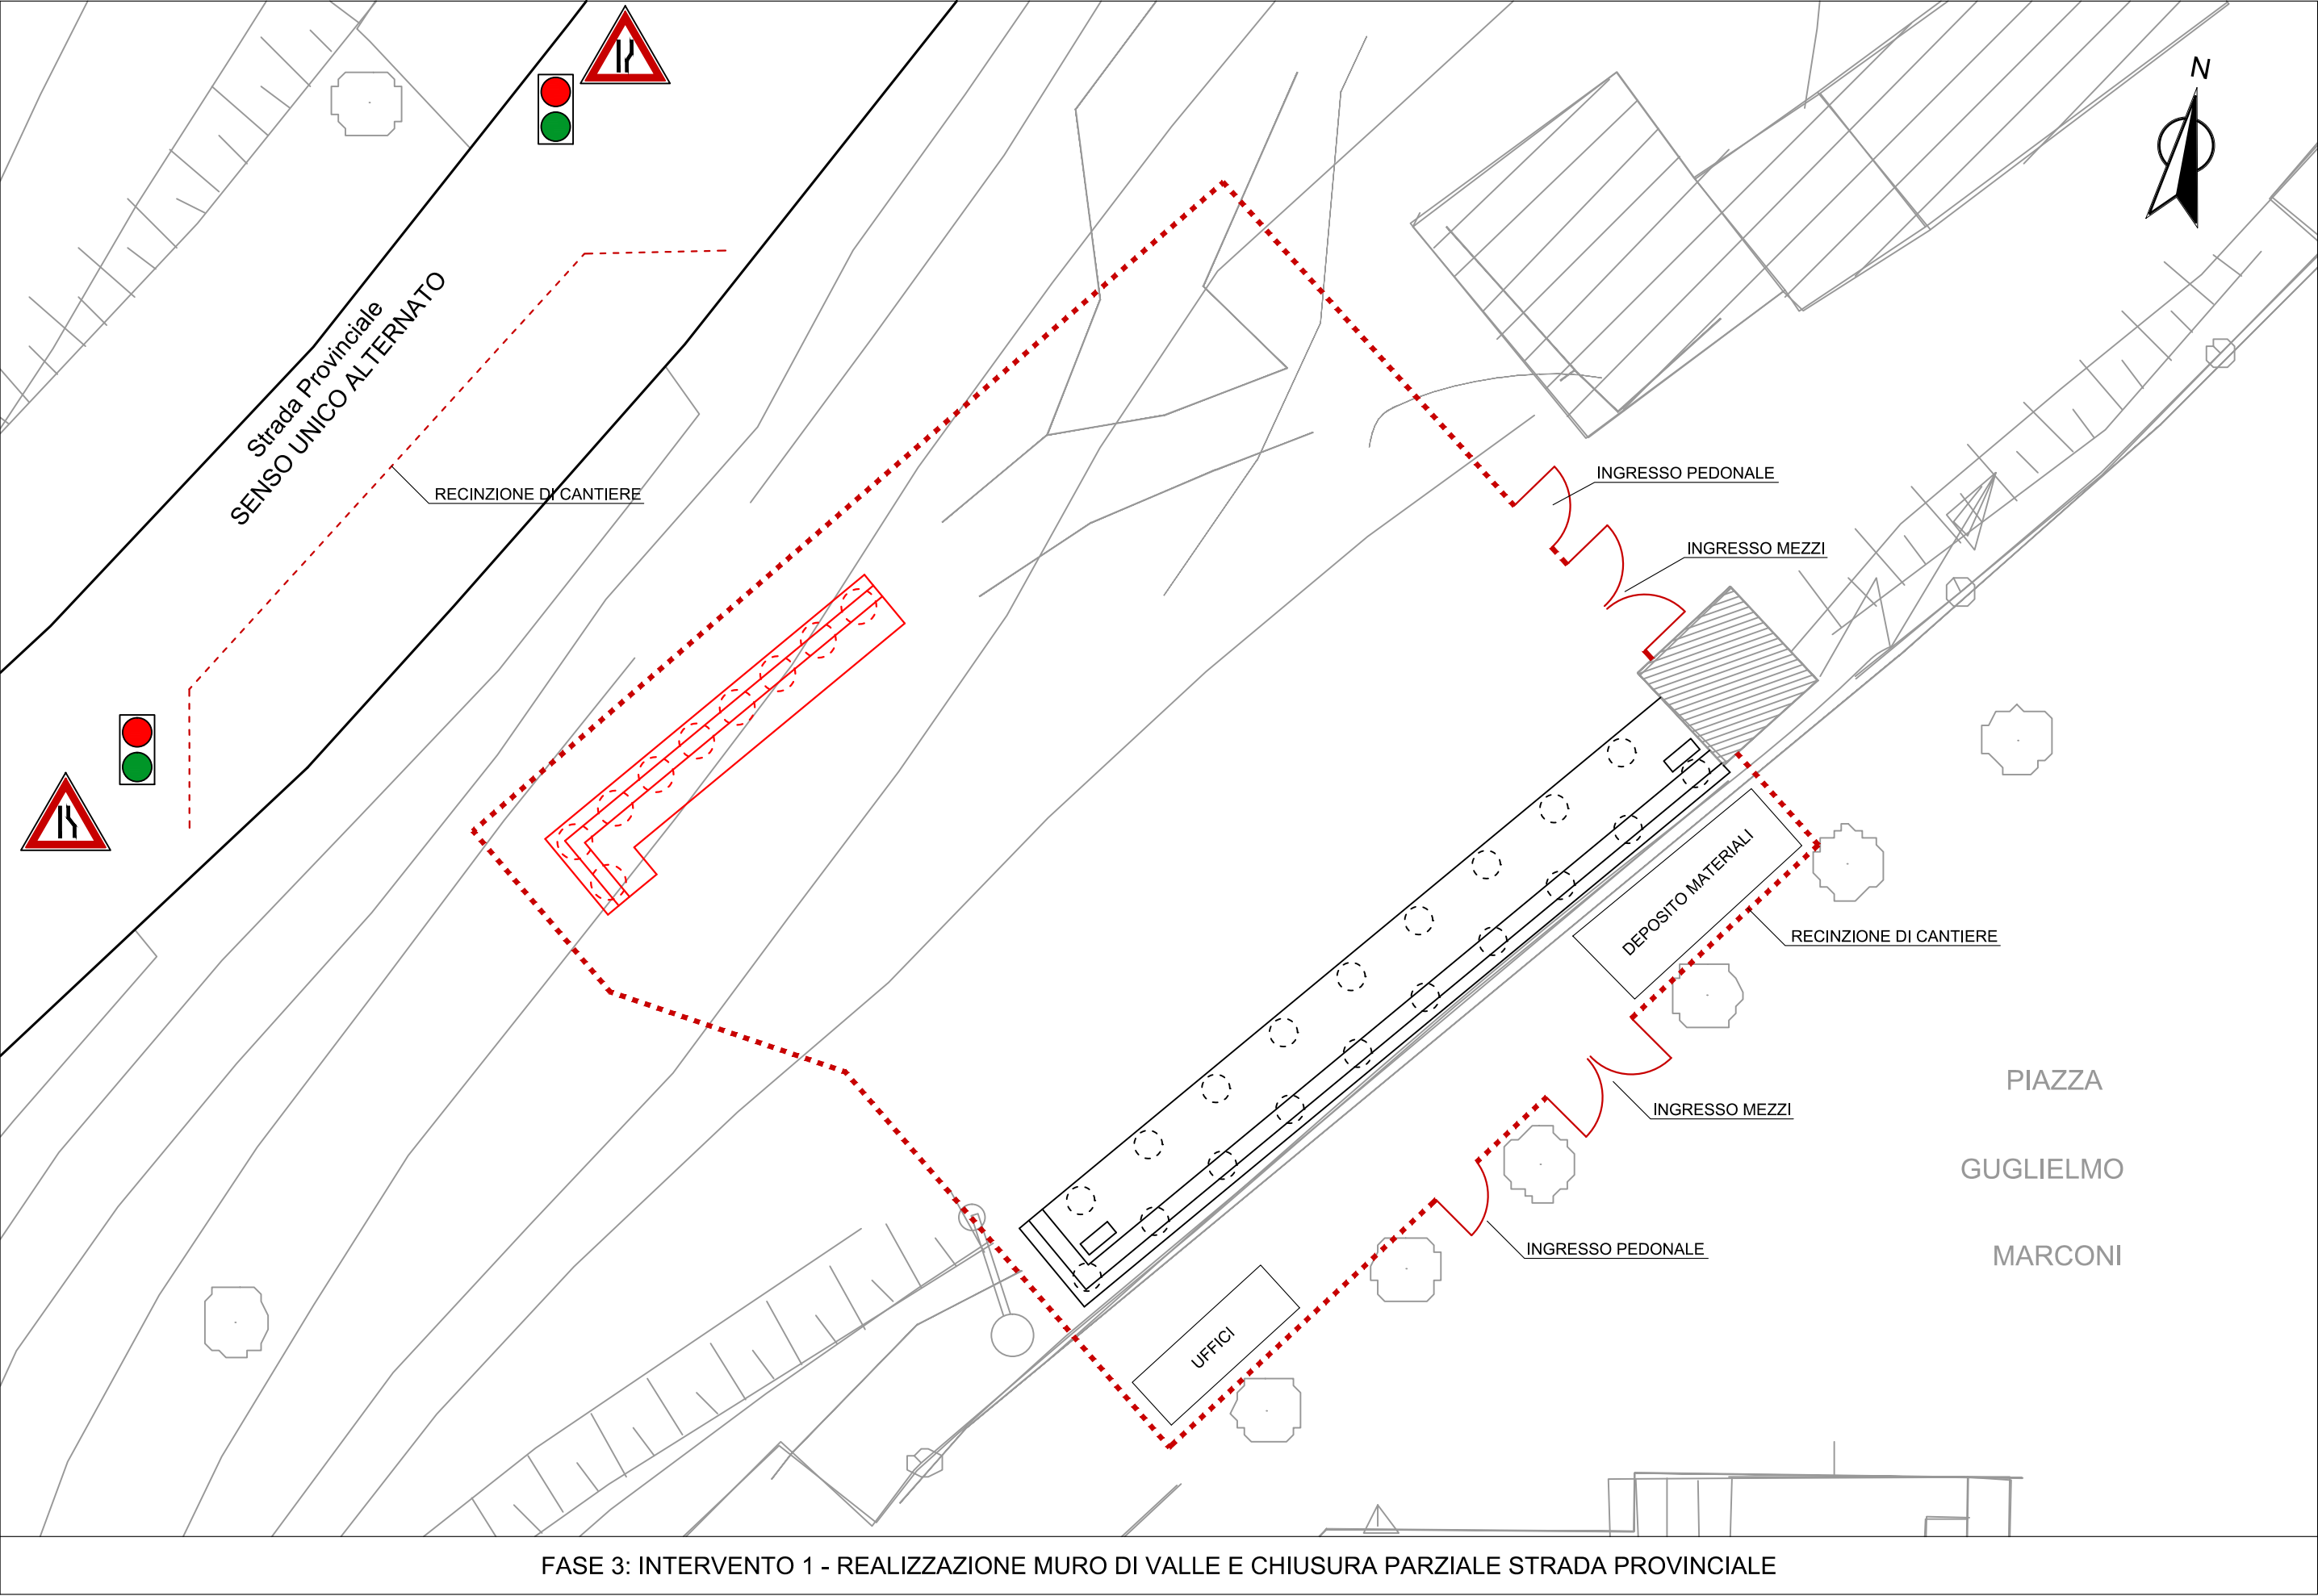 N
Strada Provinciale
SENSO UNICO ALTERNATO
RECINZIONE DI CANTIERE
INGRESSO PEDONALE
INGRESSO MEZZI
DEPOSITO MATERIALI
RECINZIONE DI CANTIERE
INGRESSO MEZZI
INGRESSO PEDONALE
UFFICI
PIAZZA
GUGLIELMO
MARCONI
FASE 3: INTERVENTO 1 - REALIZZAZIONE MURO DI VALLE E CHIUSURA PARZIALE STRADA PROVINCIALE